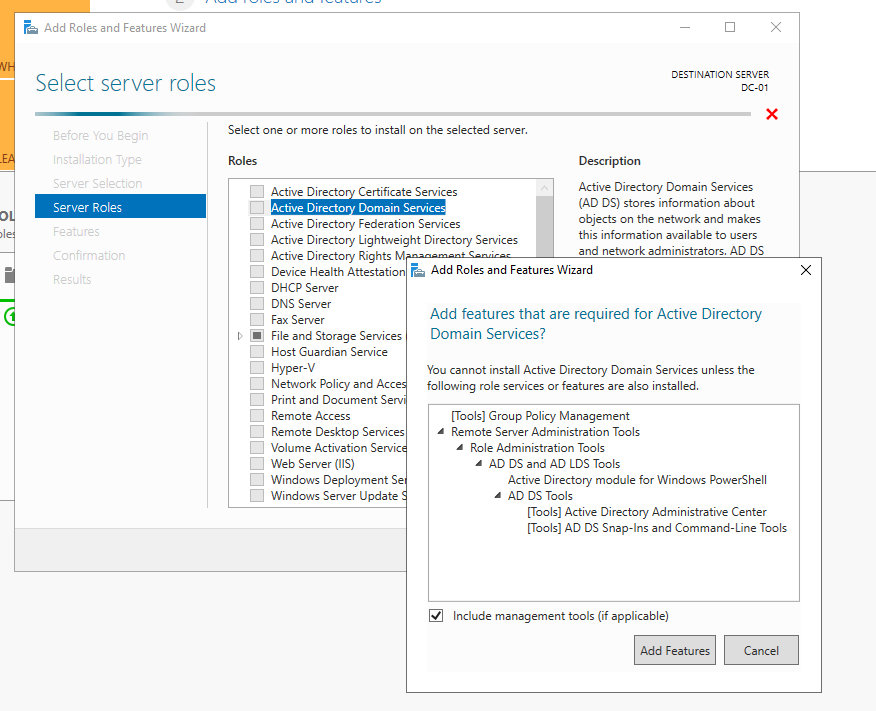 2 Add roles and features
Add Roles and Features Wizard
WH
LEA
OL
oles
Select server roles
DESTINATION SERVER
DC-01
Before You Begin
Installation Type
Server Selection
Server Roles
Features
Confirmation
Results
Select one or more roles to install on the selected server.
Roles
Active Directory Certificate Services
Active Directory Domain Services
Active Directory Federation Services
Active Directory Lightweight Directory Services
Active Directory Rights Management Services
Device Health Attestation
DHCP Server
DNS Server
Fax Server
File and Storage Services (
Host Guardian Service
Hyper-V
Network Policy and Acces
Print and Document Servi
Remote Access
Remote Desktop Services
Volume Activation Service
Web Server (IIS)
Windows Deployment Ser
Windows Server Update S
Description
Active Directory Domain Services
(AD DS) stores information about
objects on the network and makes
this information available to users
and network administrators. AD DS
Add Roles and Features Wizard
Add features that are required for Active Directory
Domain Services?
You cannot install Active Directory Domain Services unless the
following role services or features are also installed.
[Tools] Group Policy Management
Remote Server Administration Tools
Role Administration Tools
AD DS and AD LDS Tools
Active Directory module for Windows PowerShell
AD DS Tools
[Tools] Active Directory Administrative Center
[Tools] AD DS Snap-Ins and Command-Line Tools
Include management tools (if applicable)
Add Features
Cancel